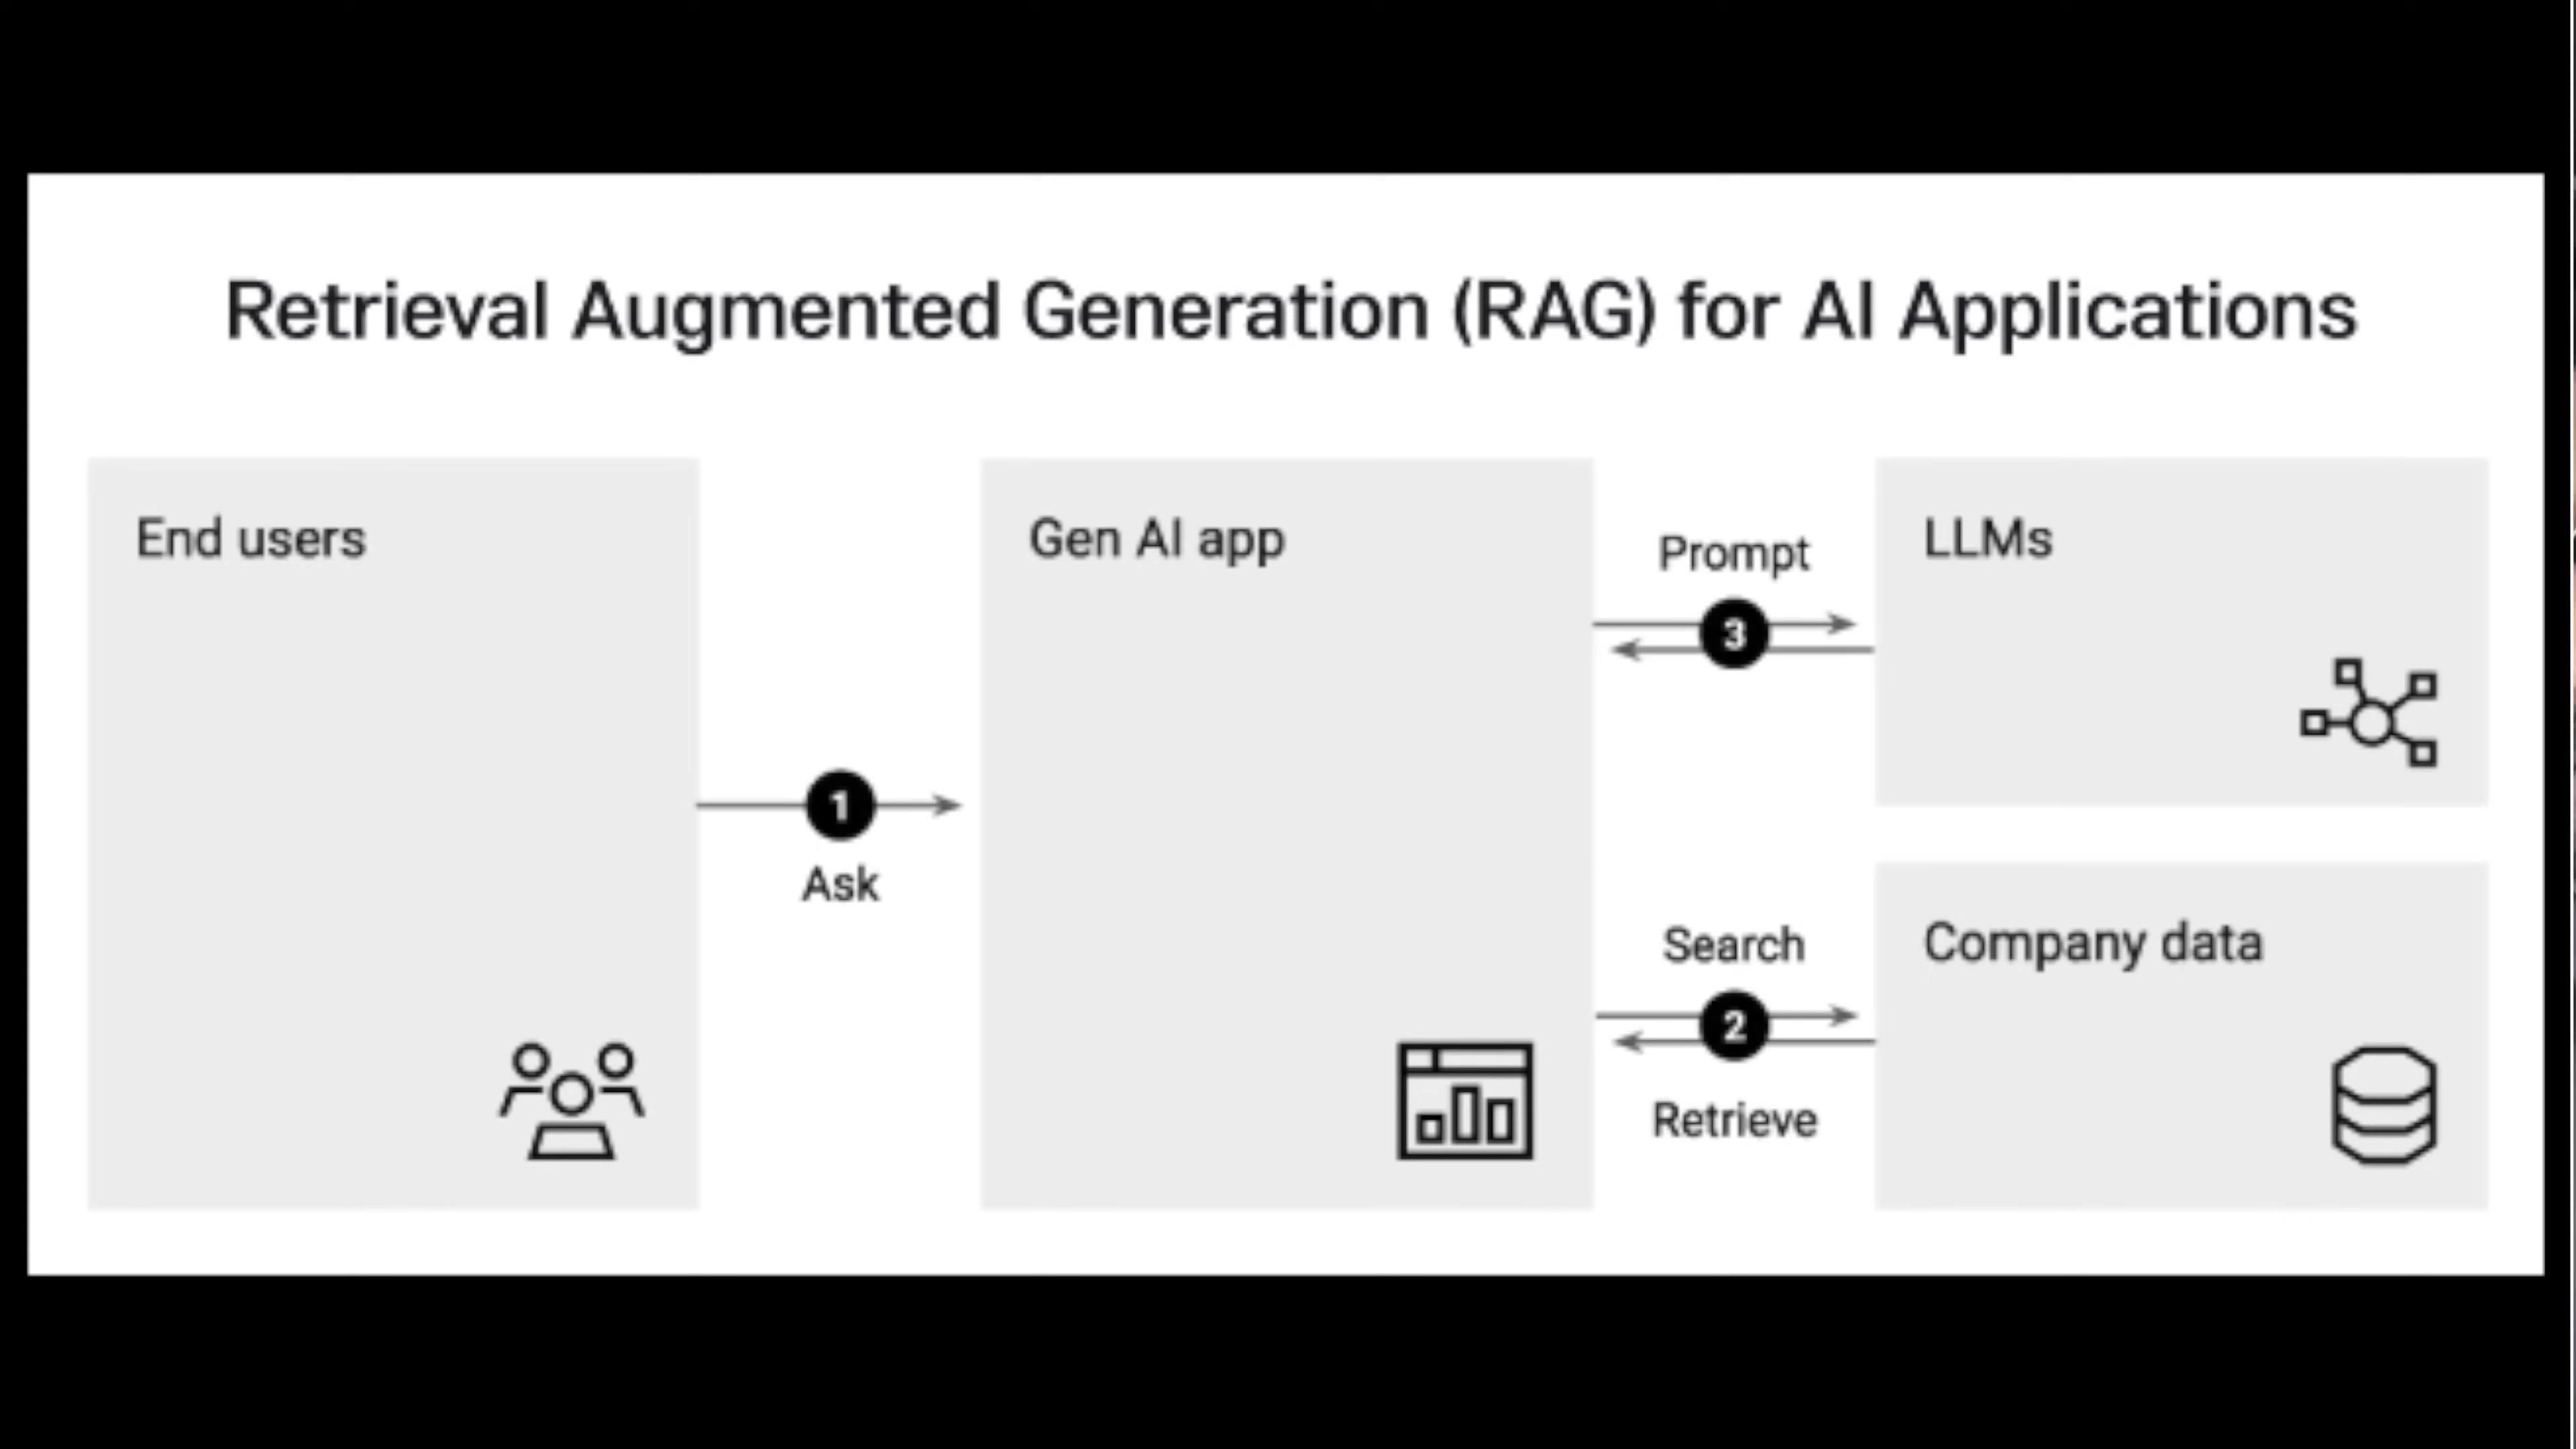 Retrieval Augmented Generation (RAG) for AI Applications
End users
1
Ask
Gen AI app
Prompt
3
LLMs
Search
2
Retrieve
Company data